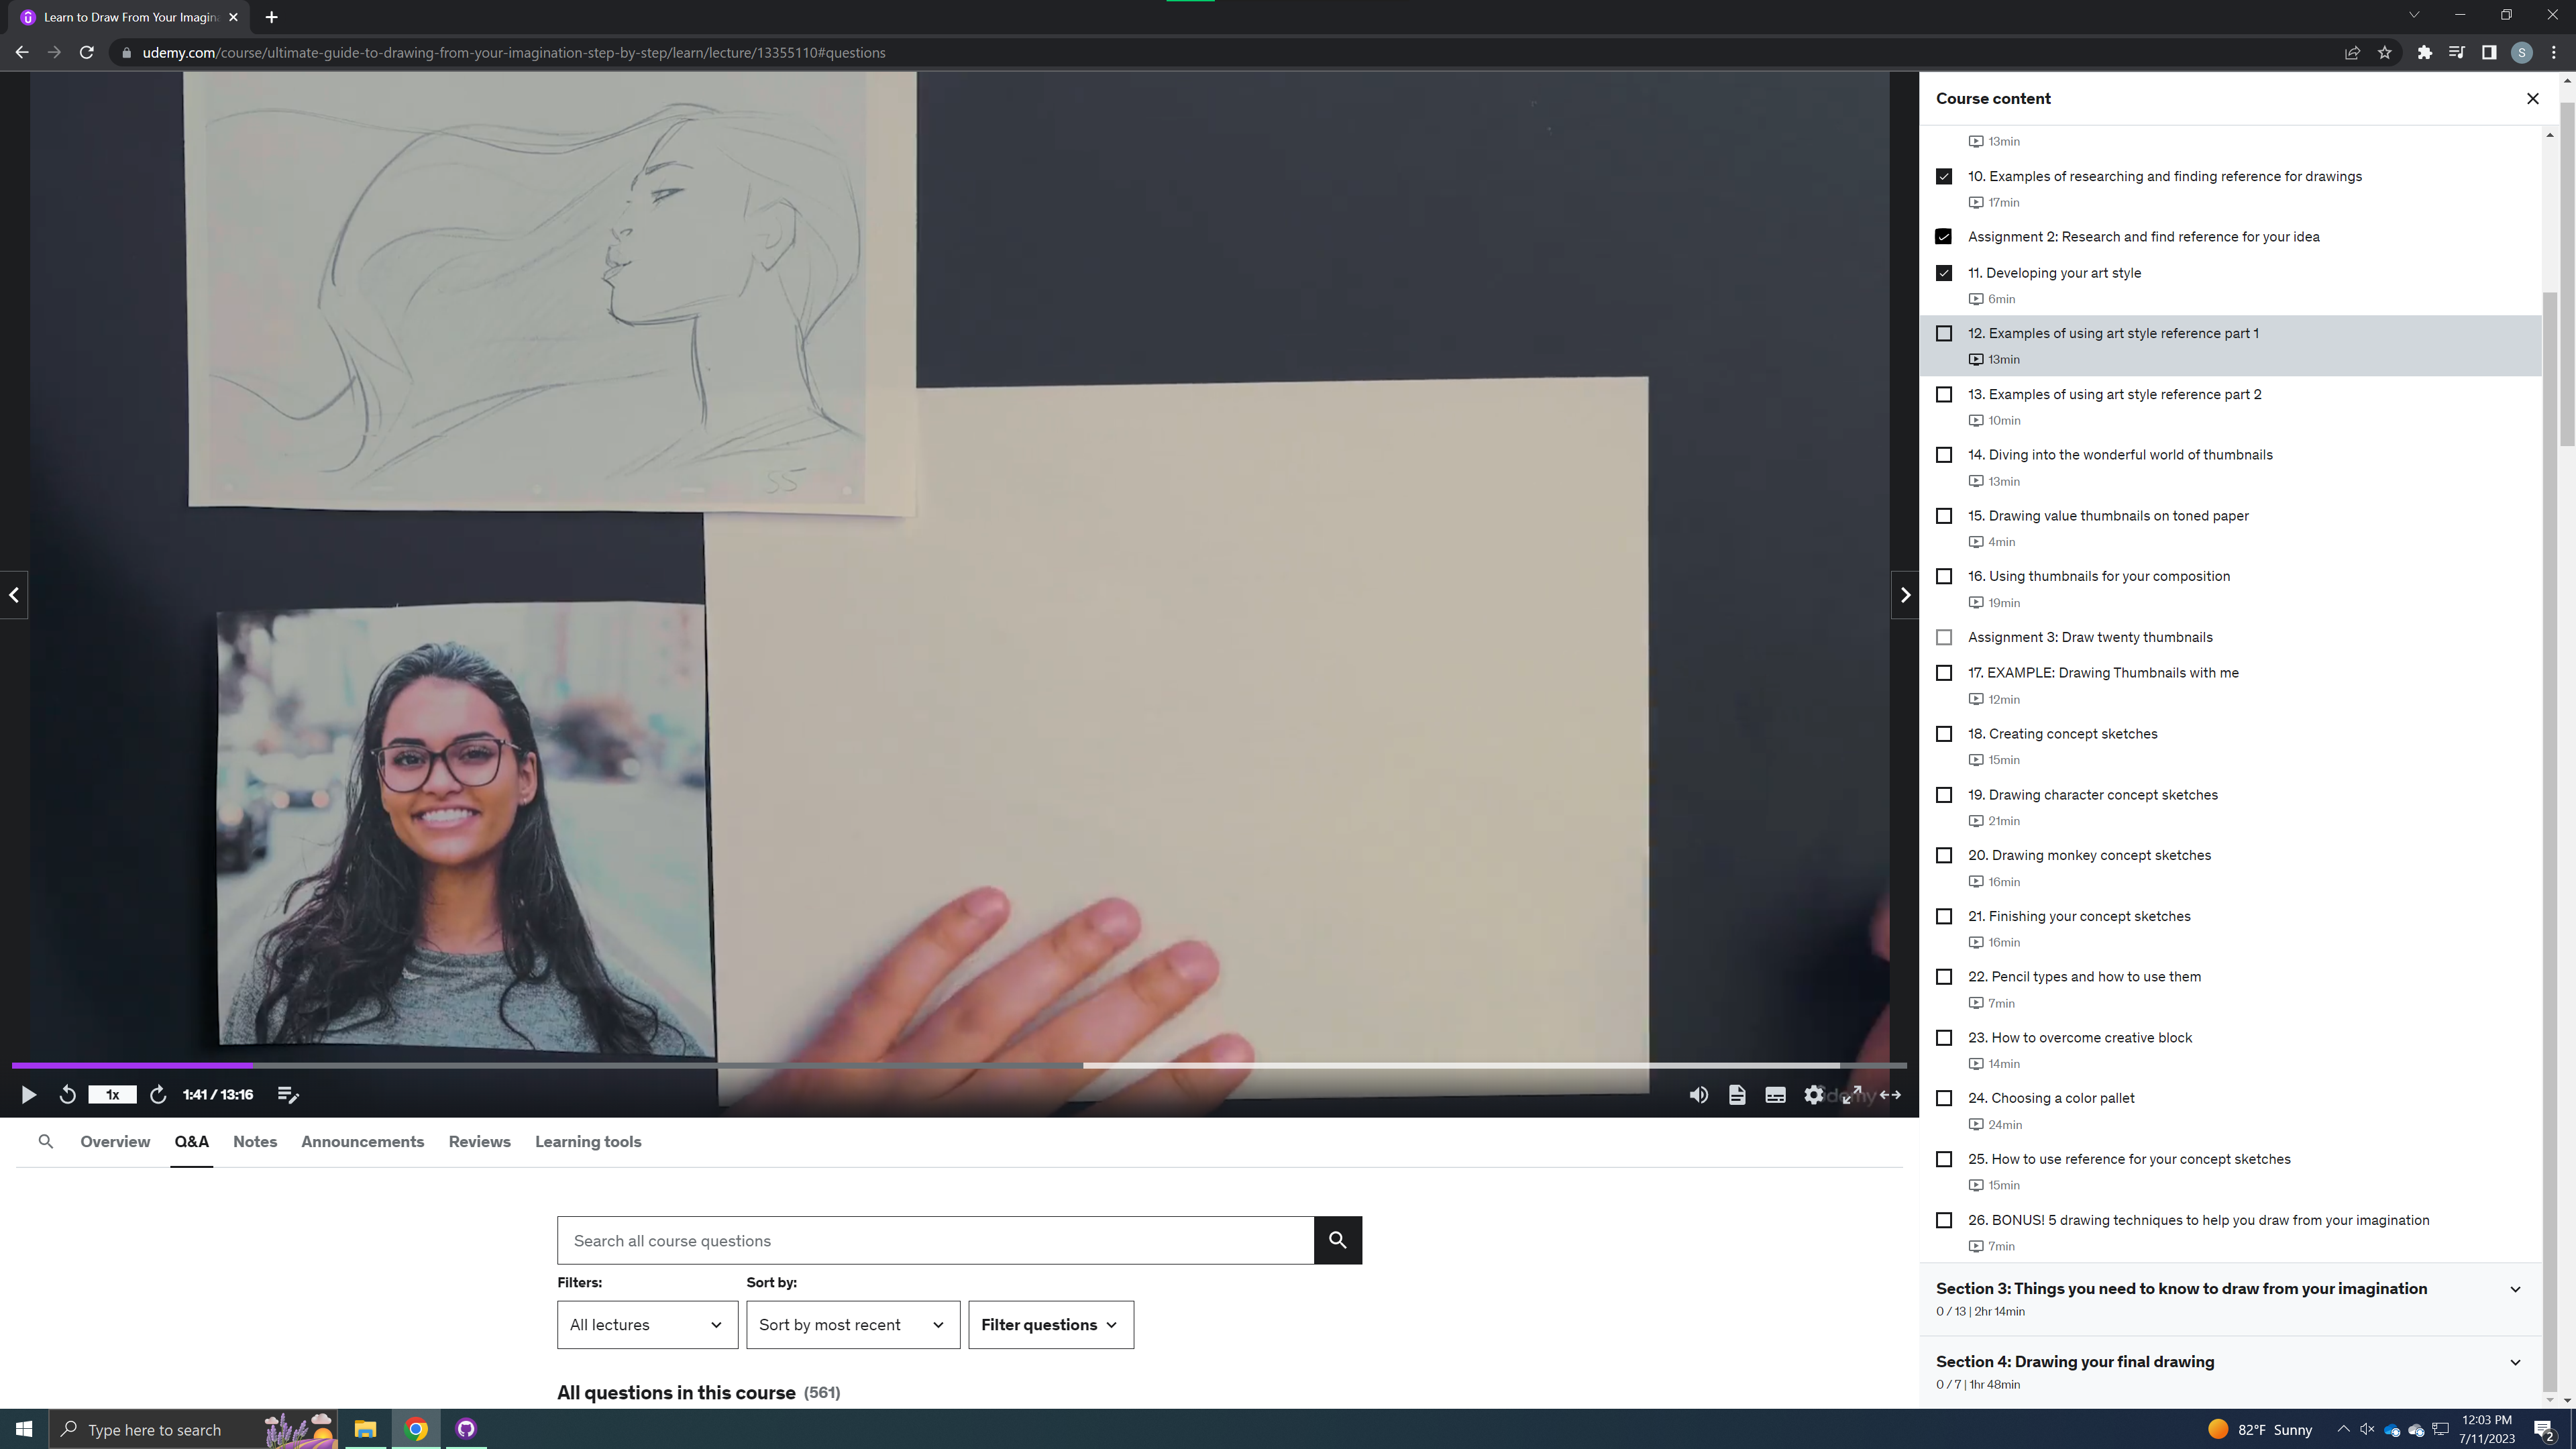 Learn to Draw From Your Imagin
udemy.com/course/ultimate-guide-to-drawing-from-your-imagination-step-by-step/learn/lecture/13355110#questions
S
SS
1x
1:41 / 13:16
Overview Q&A Notes Announcements Reviews Learning tools
Search all course questions
Filters:
Sort by:
All lectures
Sort by most recent
Filter questions
All questions in this course (561)
Course content
13min
10. Examples of researching and finding reference for drawings
17min
Assignment 2: Research and find reference for your idea
11. Developing your art style
6min
12. Examples of using art style reference part 1
13min
13. Examples of using art style reference part 2
10min
14. Diving into the wonderful world of thumbnails
13min
15. Drawing value thumbnails on toned paper
4min
16. Using thumbnails for your composition
19min
Assignment 3: Draw twenty thumbnails
17. EXAMPLE: Drawing Thumbnails with me
12min
18. Creating concept sketches
15min
19. Drawing character concept sketches
21min
20. Drawing monkey concept sketches
16min
21. Finishing your concept sketches
16min
22. Pencil types and how to use them
7min
23. How to overcome creative block
14min
24. Choosing a color pallet
24min
25. How to use reference for your concept sketches
15min
26. BONUS! 5 drawing techniques to help you draw from your imagination
7min
Section 3: Things you need to know to draw from your imagination
0 / 13 | 2hr 14min
Section 4: Drawing your final drawing
0 / 7 | 1hr 48min
Type here to search
82°F Sunny
12:03 PM
7/11/2023
2